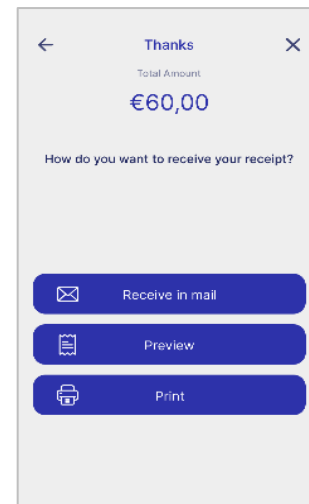 Thanks
Total Amount
€60,00
How do you want to receive your receipt?
Receive in mail
Preview
Print